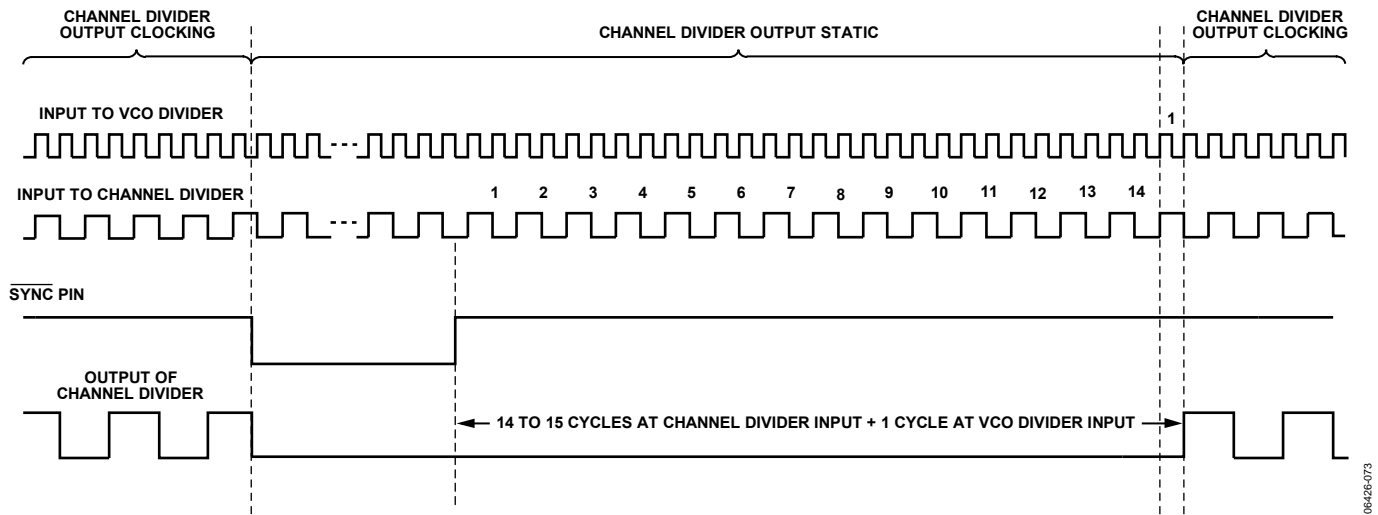 CHANNEL DIVIDER
OUTPUT CLOCKING
CHANNEL DIVIDER OUTPUT STATIC
CHANNEL DIVIDER
OUTPUT CLOCKING
INPUT TO VCO DIVIDER
1
INPUT TO CHANNEL DIVIDER
1 2 3 4 5 6 7 8 9 10 11 12 13 14
SYNC PIN
OUTPUT OF
CHANNEL DIVIDER
14 TO 15 CYCLES AT CHANNEL DIVIDER INPUT + 1 CYCLE AT VCO DIVIDER INPUT
06426-073